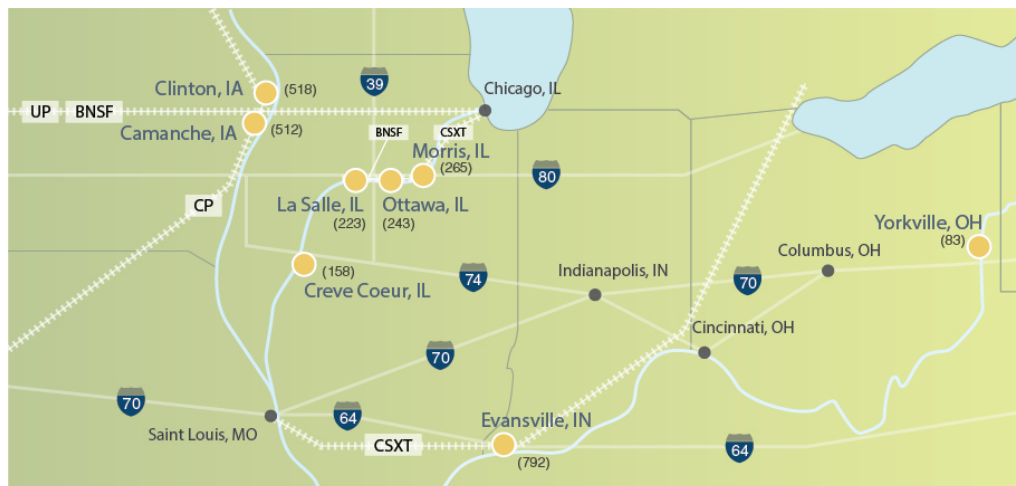 39
Clinton, IA
(518)
Chicago, IL
UP
BNSF
Camanche, IA
(512)
BNSF
CSXT
Morris, IL
(265)
80
CP
La Salle, IL
(223)
Ottawa, IL
(243)
Yorkville, OH
(83)
Columbus, OH
(158)
Creve Coeur, IL
74
Indianapolis, IN
70
Cincinnati, OH
70
70
64
Saint Louis, MO
CSXT
Evansville, IN
(792)
64